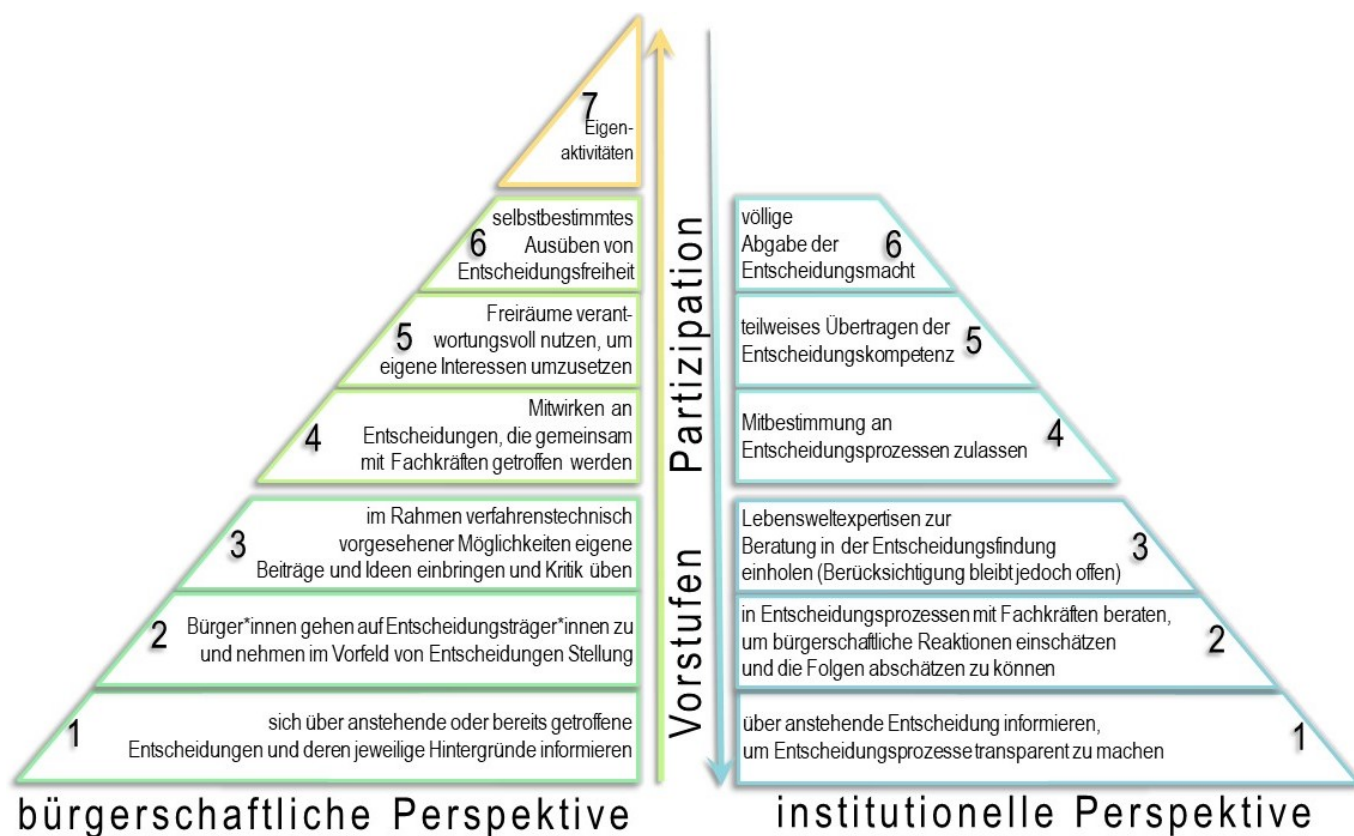 7
Eigen-
aktivitäten
6
selbstbestimmtes
Ausüben von
Entscheidungsfreiheit
5
Freiräume verant-
wortungsvoll nutzen, um
eigene Interessen umzusetzen
4
Mitwirken an
Entscheidungen, die gemeinsam
mit Fachkräften getroffen werden
3
im Rahmen verfahrenstechnisch
vorgesehener Möglichkeiten eigene
Beiträge und Ideen einbringen und Kritik üben
2
Bürger*innen gehen auf Entscheidungsträger*innen zu
und nehmen im Vorfeld von Entscheidungen Stellung
1
sich über anstehende oder bereits getroffene
Entscheidungen und deren jeweilige Hintergründe informieren
bürgerschaftliche Perspektive
Partizipation
Vorstufen
völlige
Abgabe der
Entscheidungsmacht
6
teilweises Übertragen der
Entscheidungskompetenz
5
Mitbestimmung an
Entscheidungsprozessen zulassen
4
Lebensweltexpertisen zur
Beratung in der Entscheidungsfindung
einholen (Berücksichtigung bleibt jedoch offen)
3
in Entscheidungsprozessen mit Fachkräften beraten,
um bürgerschaftliche Reaktionen einschätzen
und die Folgen abschätzen zu können
2
über anstehende Entscheidung informieren,
um Entscheidungsprozesse transparent zu machen
1
institutionelle Perspektive